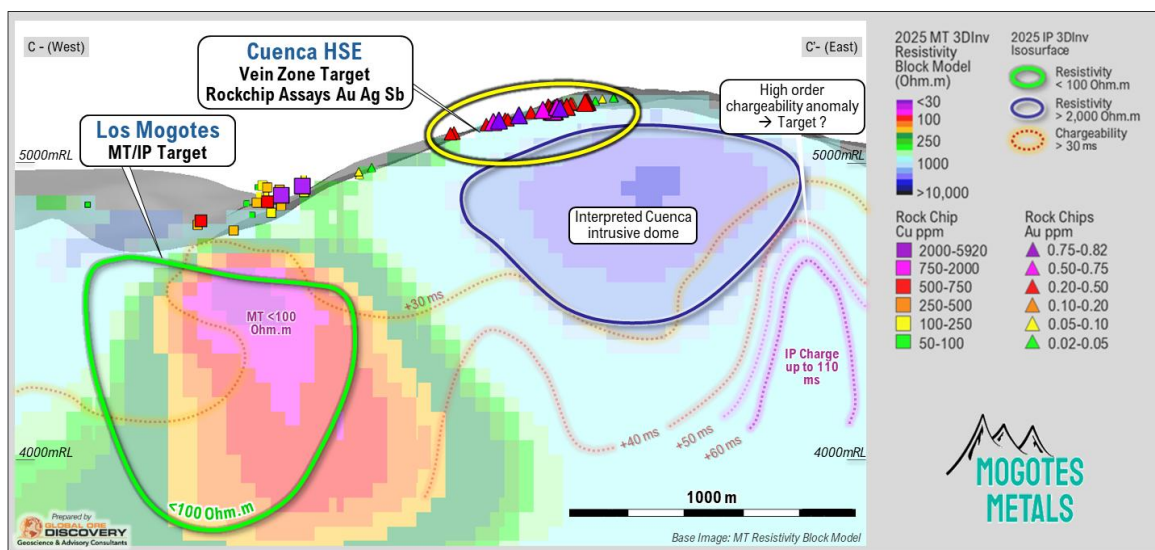 C - (West)
Cuenca HSE
Vein Zone Target
Rockchip Assays Au Ag Sb
C'- (East)
High order
chargeability anomaly
→ Target ?
Los Mogotes
MT/IP Target
5000mRL
5000mRL
Interpreted Cuenca
intrusive dome
+30 ms
MT <100
Ohm.m
IP Charge
up to 110
ms
+40 ms
+50 ms
+60 ms
4000mRL
4000mRL
<100 Ohm.m
1000 m
Prepared by
GLOBAL ORE
DISCOVERY
Geoscience & Advisory Consultants
Base Image: MT Resistivity Block Model
2025 MT 3DInv
Resistivity
Block Model
(Ohm.m)
<30
100
250
1000
>10,000
2025 IP 3DInv
Isosurface
Resistivity
< 100 Ohm.m
Resistivity
> 2,000 Ohm.m
Chargeability
> 30 ms
Rock Chip
Cu ppm
2000-5920
750-2000
500-750
250-500
100-250
50-100
Rock Chips
Au ppm
0.75-0.82
0.50-0.75
0.20-0.50
0.10-0.20
0.05-0.10
0.02-0.05
MOGOTES
METALS